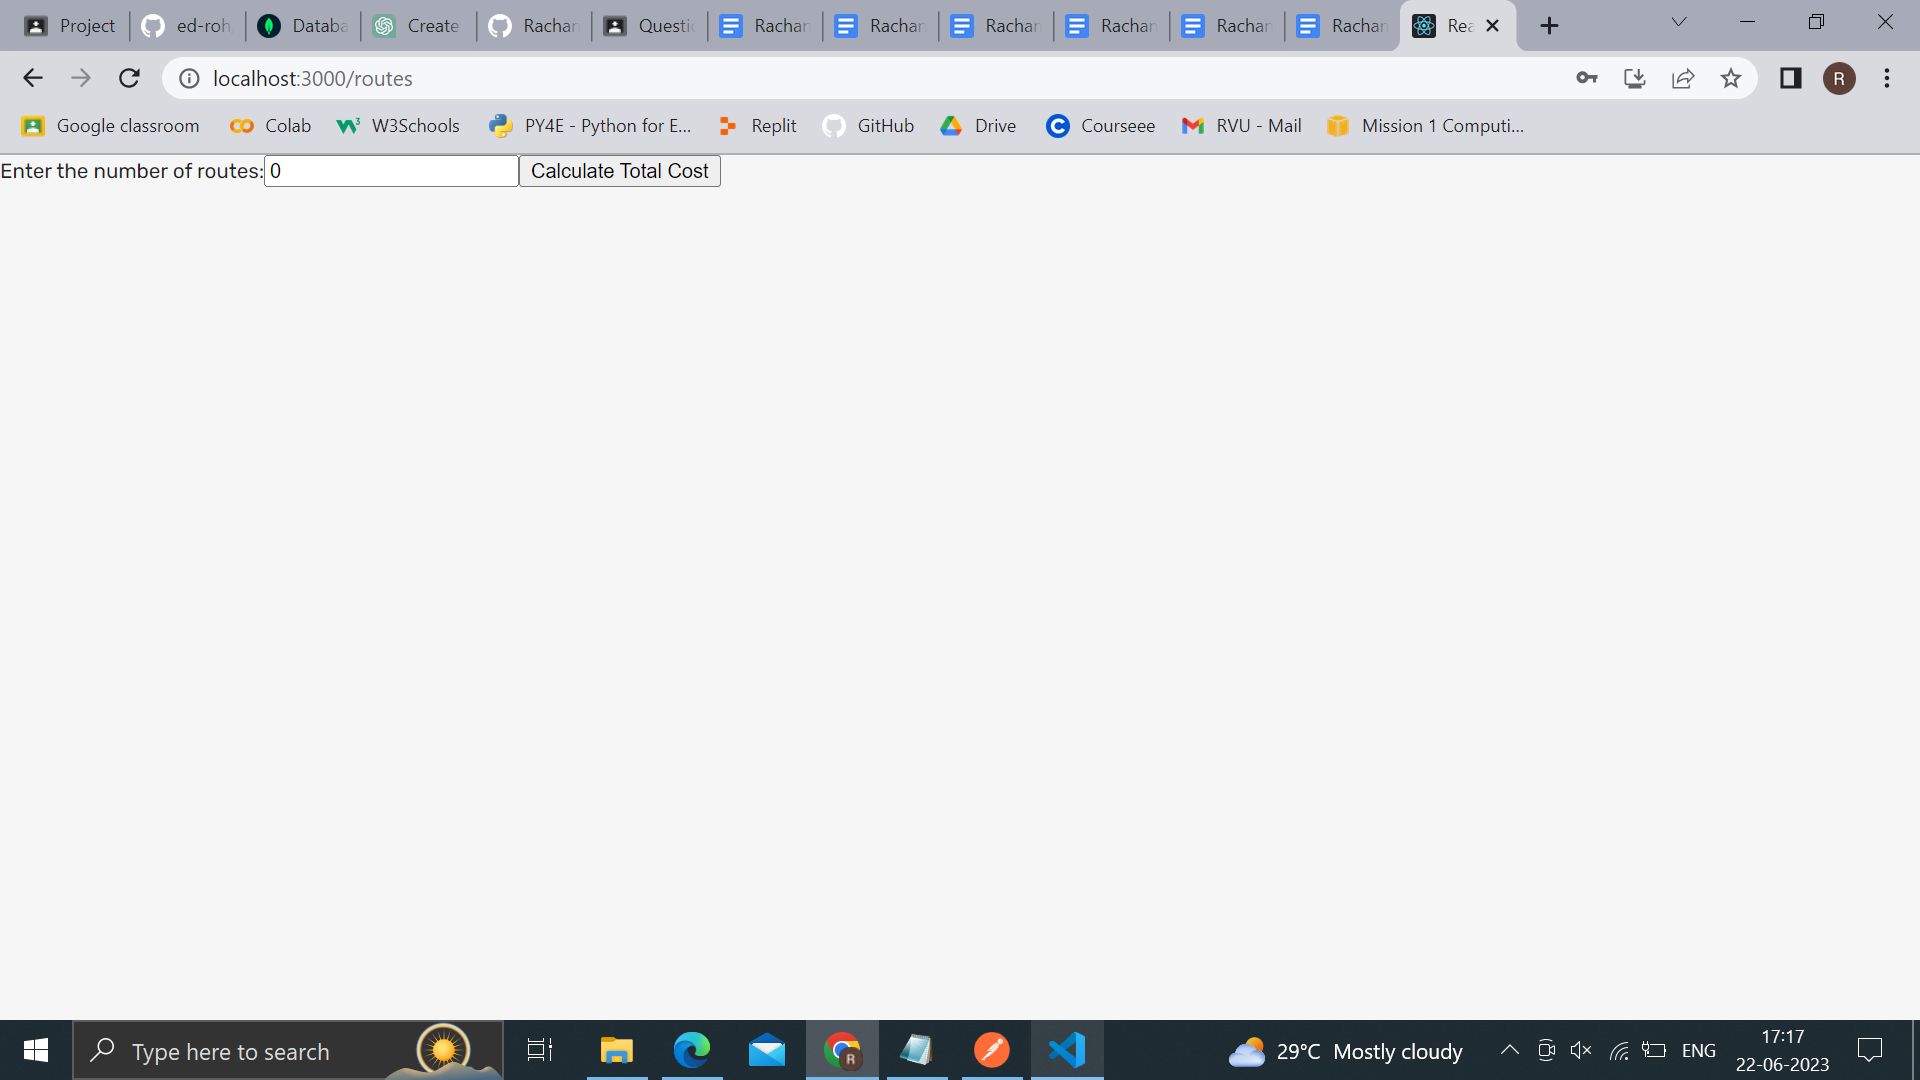 Project
ed-roh
Databa
Create
Rachan
Questio
Rachan
Rachan
Rachan
Rachan
Rachan
Rachan
Rea
localhost:3000/routes
R
Google classroom
Colab
W3Schools
PY4E - Python for E...
Replit
GitHub
Drive
Courseee
RVU - Mail
Mission 1 Computi...
Enter the number of routes: 0 Calculate Total Cost
Type here to search
R
29°C Mostly cloudy
ENG
17:17
22-06-2023